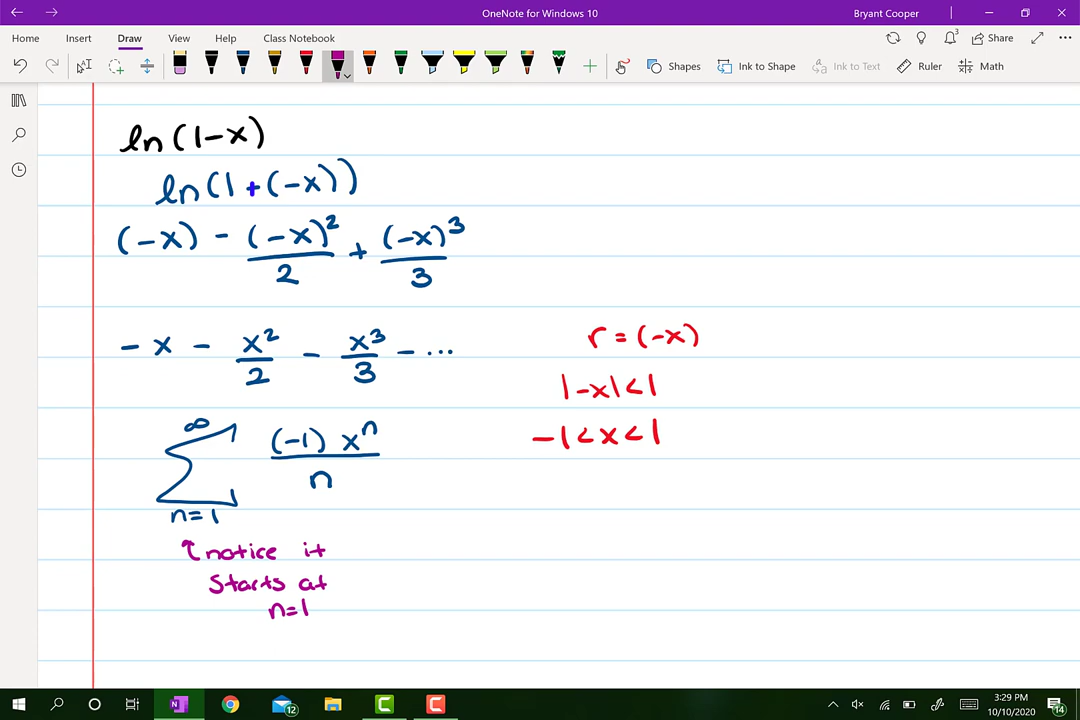 OneNote for Windows 10
Bryant Cooper
Home Insert Draw View Help Class Notebook
Share
Shapes Ink to Shape Ink to Text Ruler Math
ln(1-x)
ln(1+(-x))
(-x) - (-x)²/2 + (-x)³/3
-x - x²/2 - x³/3 - ...
∞
Σ (-1) xⁿ/n
n=1
↑ notice it
starts at
n=1
r = (-x)
|-x| < 1
-1 < x < 1
12
3:29 PM
10/10/2020
14